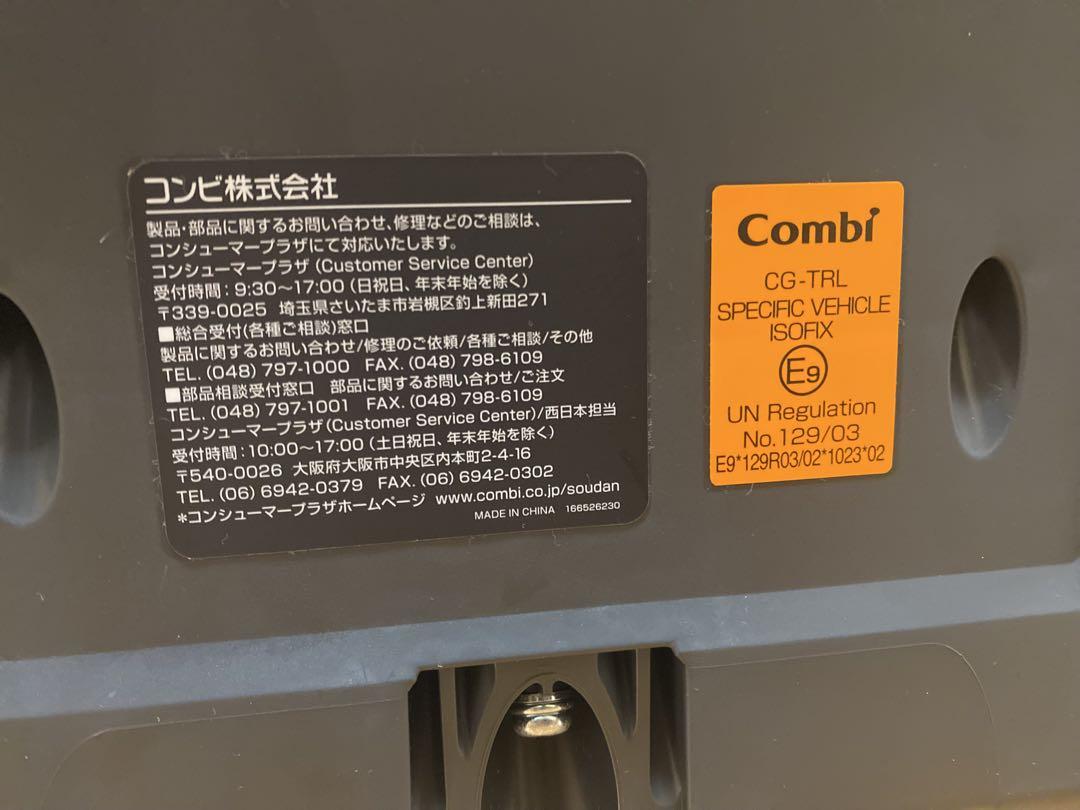 コンビ株式会社
製品・部品に関するお問い合わせ、修理などのご相談は、
コンシューマープラザにて対応いたします。
コンシューマープラザ(Customer Service Center)
受付時間：9:30〜17:00（日祝日、年末年始を除く）
〒339-0025 埼玉県さいたま市岩槻区釣上新田271
■総合受付(各種ご相談)窓口
製品に関するお問い合わせ/修理のご依頼/各種ご相談/その他
TEL. (048) 797-1000 FAX. (048) 798-6109
■部品相談受付窓口 部品に関するお問い合わせ/ご注文
TEL. (048) 797-1001 FAX. (048) 798-6109
コンシューマープラザ(Customer Service Center)/西日本担当
受付時間：10:00〜17:00（土日祝日、年末年始を除く）
〒540-0026 大阪府大阪市中央区内本町2-4-16
TEL. (06) 6942-0379 FAX. (06) 6942-0302
*コンシューマープラザホームページ www.combi.co.jp/soudan
MADE IN CHINA 166526230
Combi
CG-TRL
SPECIFIC VEHICLE
ISOFIX
E9
UN Regulation
No.129/03
E9*129R03/02*1023*02